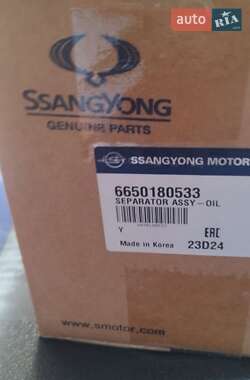 auto RIA
SSANGYONG
GENUINE PARTS
SSANGYONG MOTOR
6650180533
SEPARATOR ASSY-OIL
Y
EAC
Made in Korea
23D24
www.smotor.com